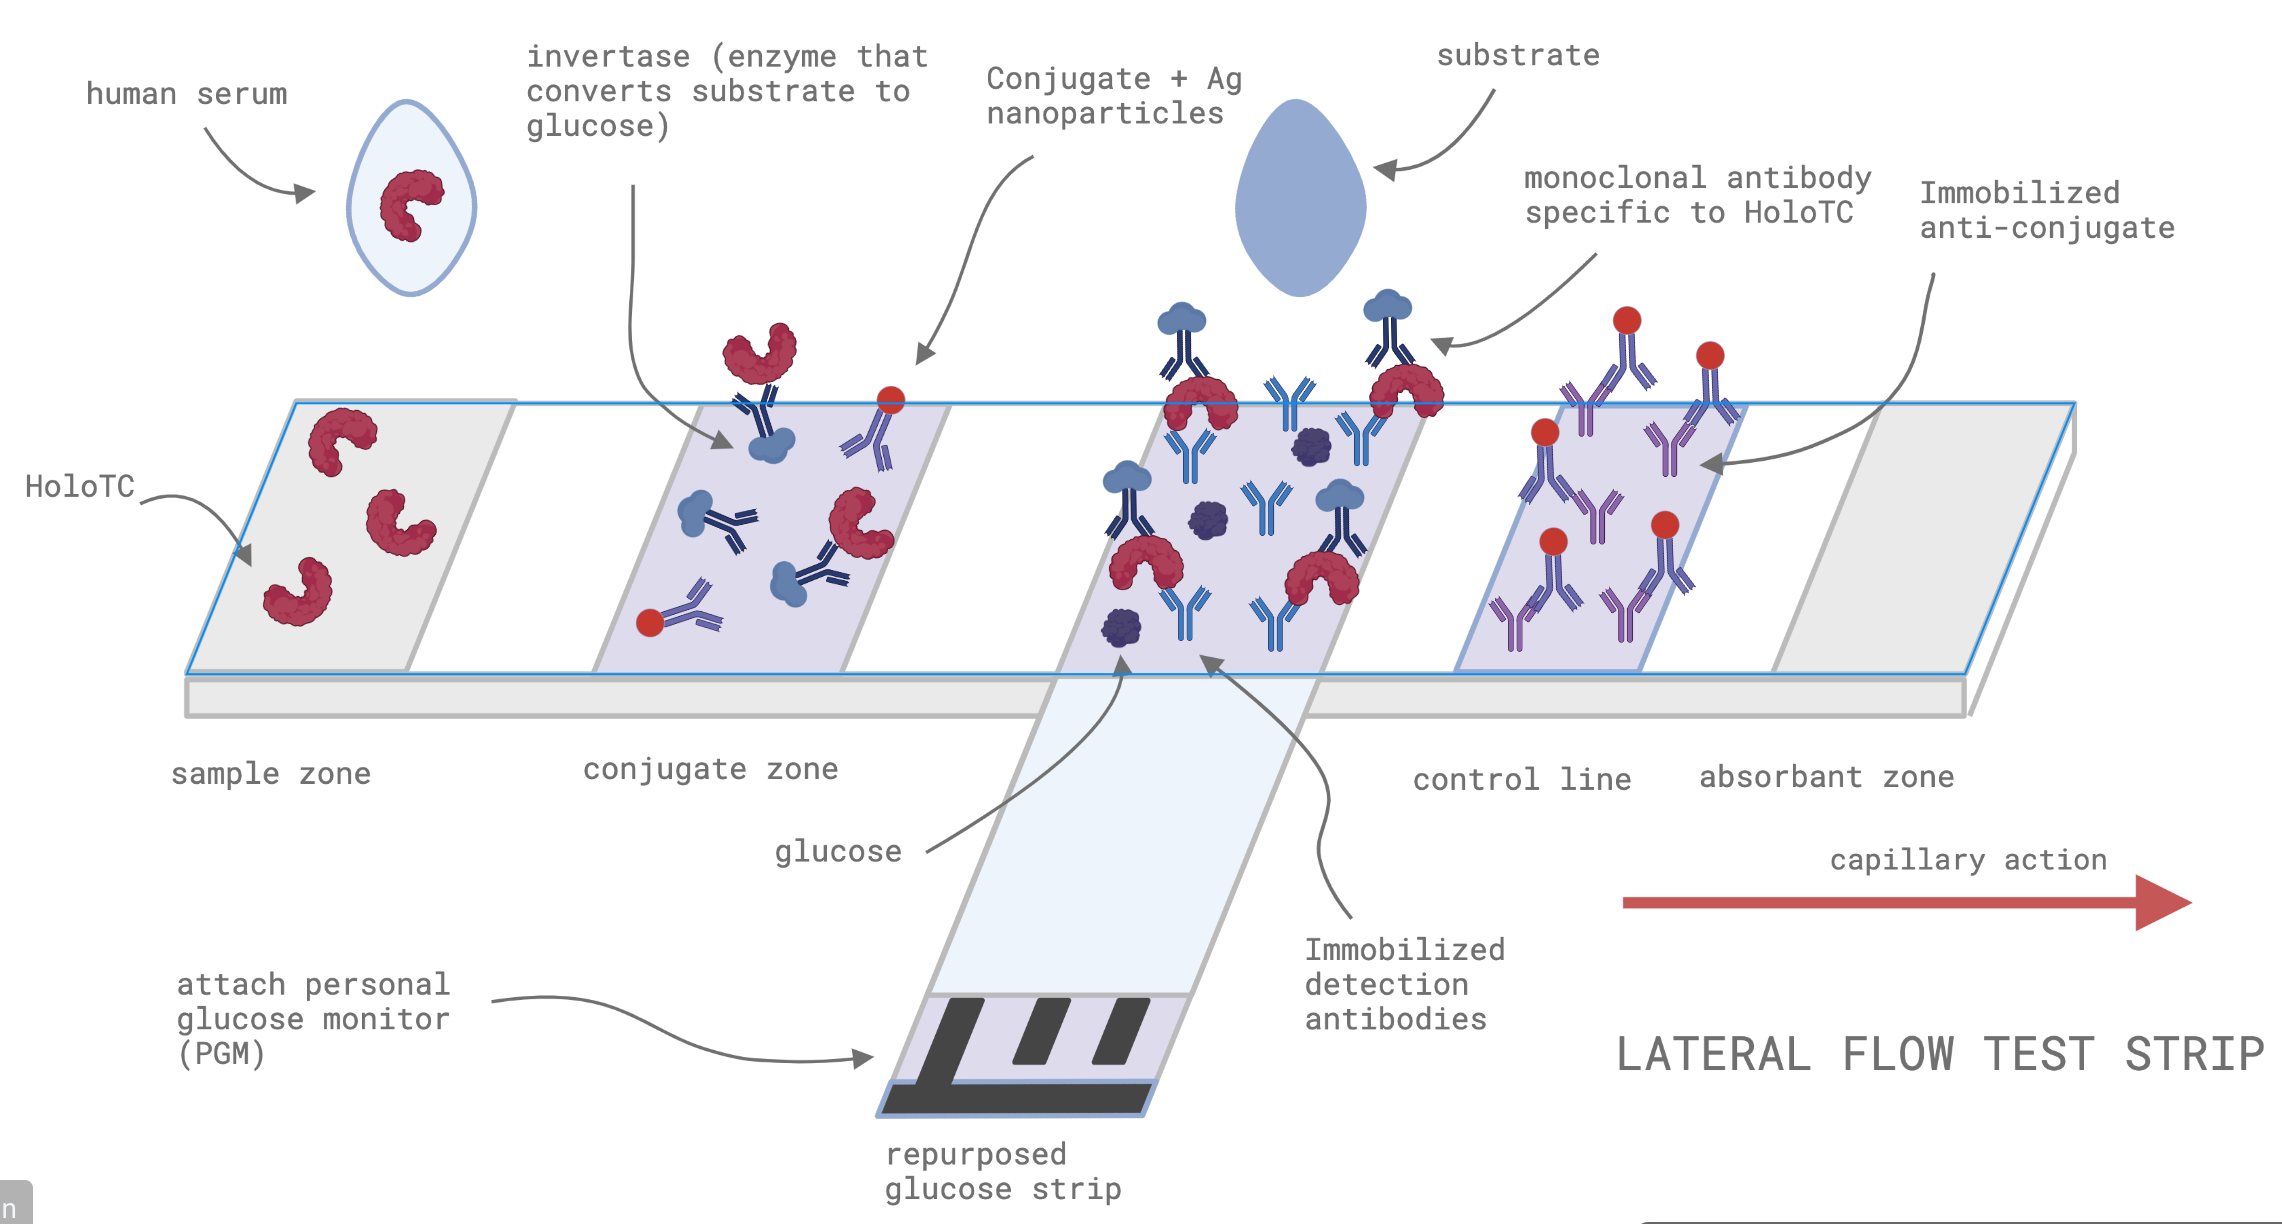 human serum
invertase (enzyme that
converts substrate to
glucose)
Conjugate + Ag
nanoparticles
substrate
monoclonal antibody
specific to HoloTC
Immobilized
anti-conjugate
HoloTC
sample zone
conjugate zone
control line
absorbant zone
glucose
capillary action
Immobilized
detection
antibodies
attach personal
glucose monitor
(PGM)
LATERAL FLOW TEST STRIP
repurposed
glucose strip
n